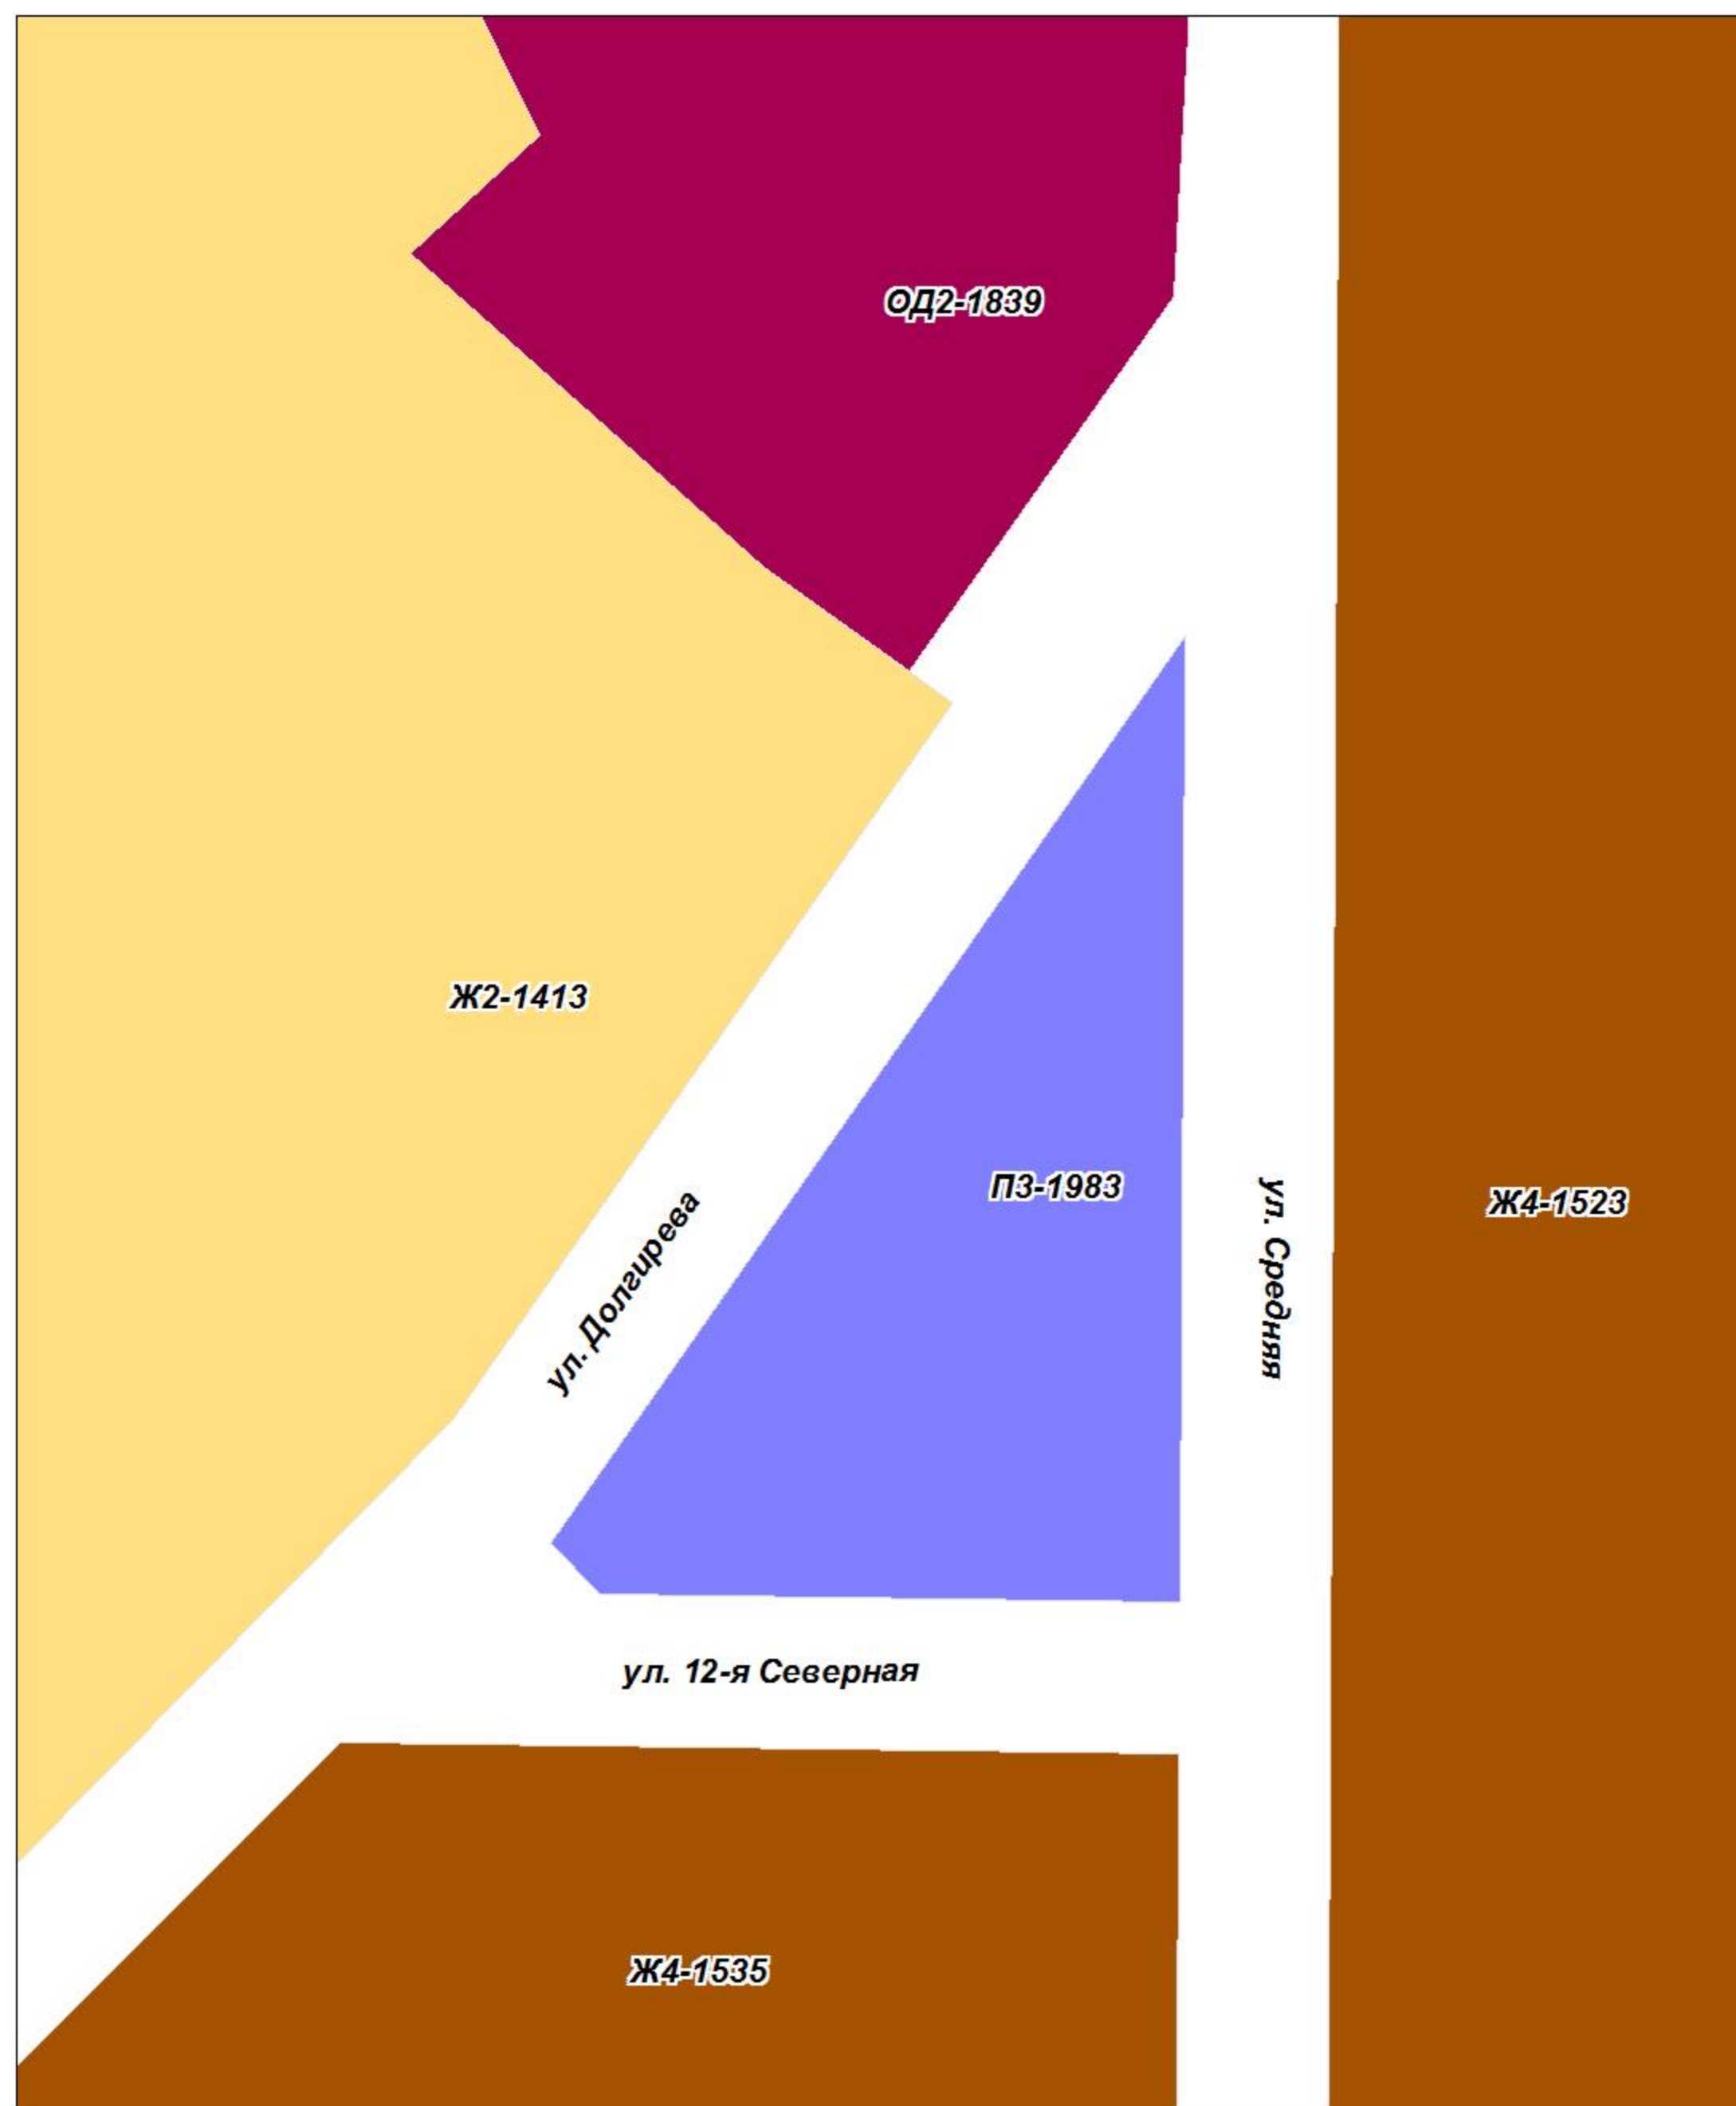 ОД2-1839
Ж2-1413
П3-1983
Ж4-1523
ул. Долгирева
ул. Средняя
ул. 12-я Северная
Ж4-1535